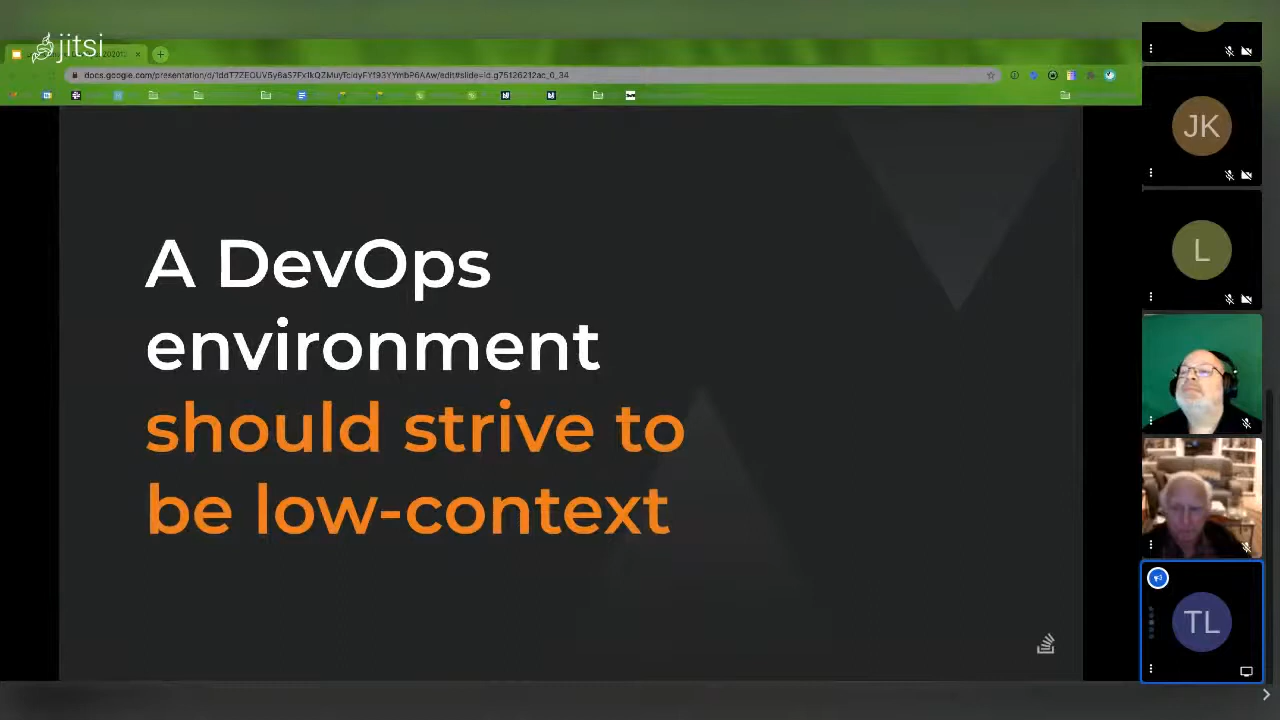 jitsi
A DevOps
environment
should strive to
be low-context
JK
L
TL